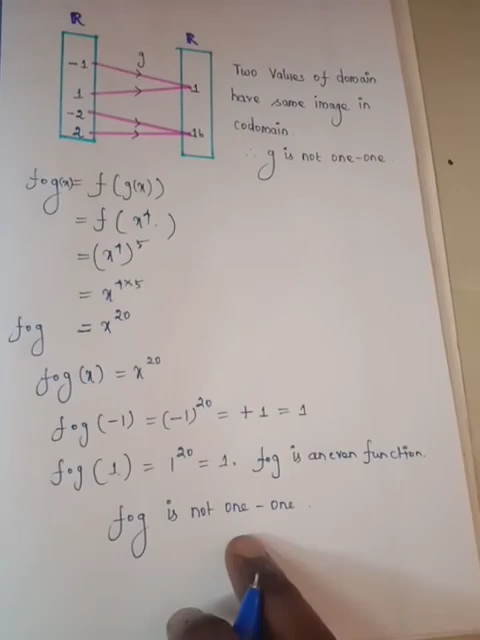 R
R
g
-1
1
1
-2
2
16
Two values of domain
have same image in
codomain.
∴ g is not one-one.
fog(x) = f(g(x))
= f(x⁴.)
= (x⁴)⁵
= x⁴ˣ⁵
fog = x²⁰
fog(x) = x²⁰
fog(-1) = (-1)²⁰ = +1 = 1
fog(1) = 1²⁰ = 1. fog is an even function.
fog is not one-one.